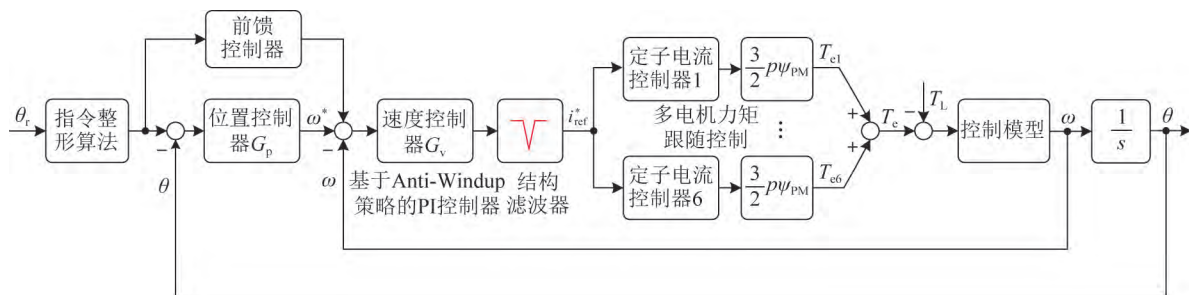 前馈
控制器
θr
指令整
形算法
−
θ
位置控制
器Gp
ω*
−
ω
速度控制
器Gv
基于Anti-Windup
策略的PI控制器
结构
滤波器
i*ref
定子电流
控制器1
3/2 pψPM
Te1
多电机力矩
跟随控制
⋮
定子电流
控制器6
3/2 pψPM
Te6
+
+
Te
−
TL
控制模型
ω
1/s
θ